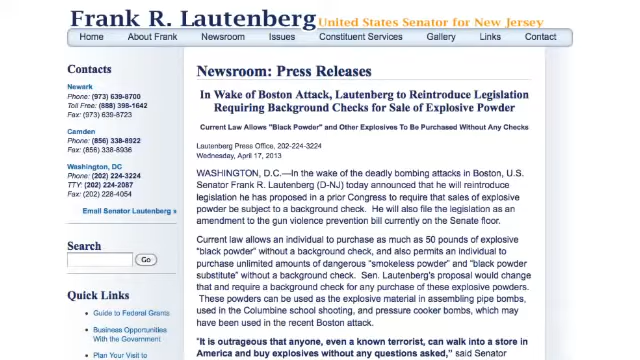 Frank R. Lautenberg United States Senator for New Jersey
Home About Frank Newsroom Issues Constituent Services Gallery Links Contact
Contacts
Newark
Phone: (973) 639-8700
Toll Free: (888) 398-1642
Fax: (973) 639-8723
Camden
Phone: (856) 338-8922
Fax: (856) 338-8936
Washington, DC
Phone: (202) 224-3224
TTY: (202) 224-2087
Fax: (202) 228-4054
Email Senator Lautenberg »
Search
Go
Quick Links
Guide to Federal Grants
Business Opportunities
With the Government
Plan Your Visit to
Newsroom: Press Releases
In Wake of Boston Attack, Lautenberg to Reintroduce Legislation
Requiring Background Checks for Sale of Explosive Powder
Current Law Allows "Black Powder" and Other Explosives To Be Purchased Without Any Checks
Lautenberg Press Office, 202-224-3224
Wednesday, April 17, 2013
WASHINGTON, D.C.—In the wake of the deadly bombing attacks in Boston, U.S.
Senator Frank R. Lautenberg (D-NJ) today announced that he will reintroduce
legislation he has proposed in a prior Congress to require that sales of explosive
powder be subject to a background check. He will also file the legislation as an
amendment to the gun violence prevention bill currently on the Senate floor.
Current law allows an individual to purchase as much as 50 pounds of explosive
"black powder" without a background check, and also permits an individual to
purchase unlimited amounts of dangerous "smokeless powder" and "black powder
substitute" without a background check. Sen. Lautenberg's proposal would change
that and require a background check for any purchase of these explosive powders.
These powders can be used as the explosive material in assembling pipe bombs,
used in the Columbine school shooting, and pressure cooker bombs, which may
have been used in the recent Boston attack.
"It is outrageous that anyone, even a known terrorist, can walk into a store in
America and buy explosives without any questions asked," said Senator